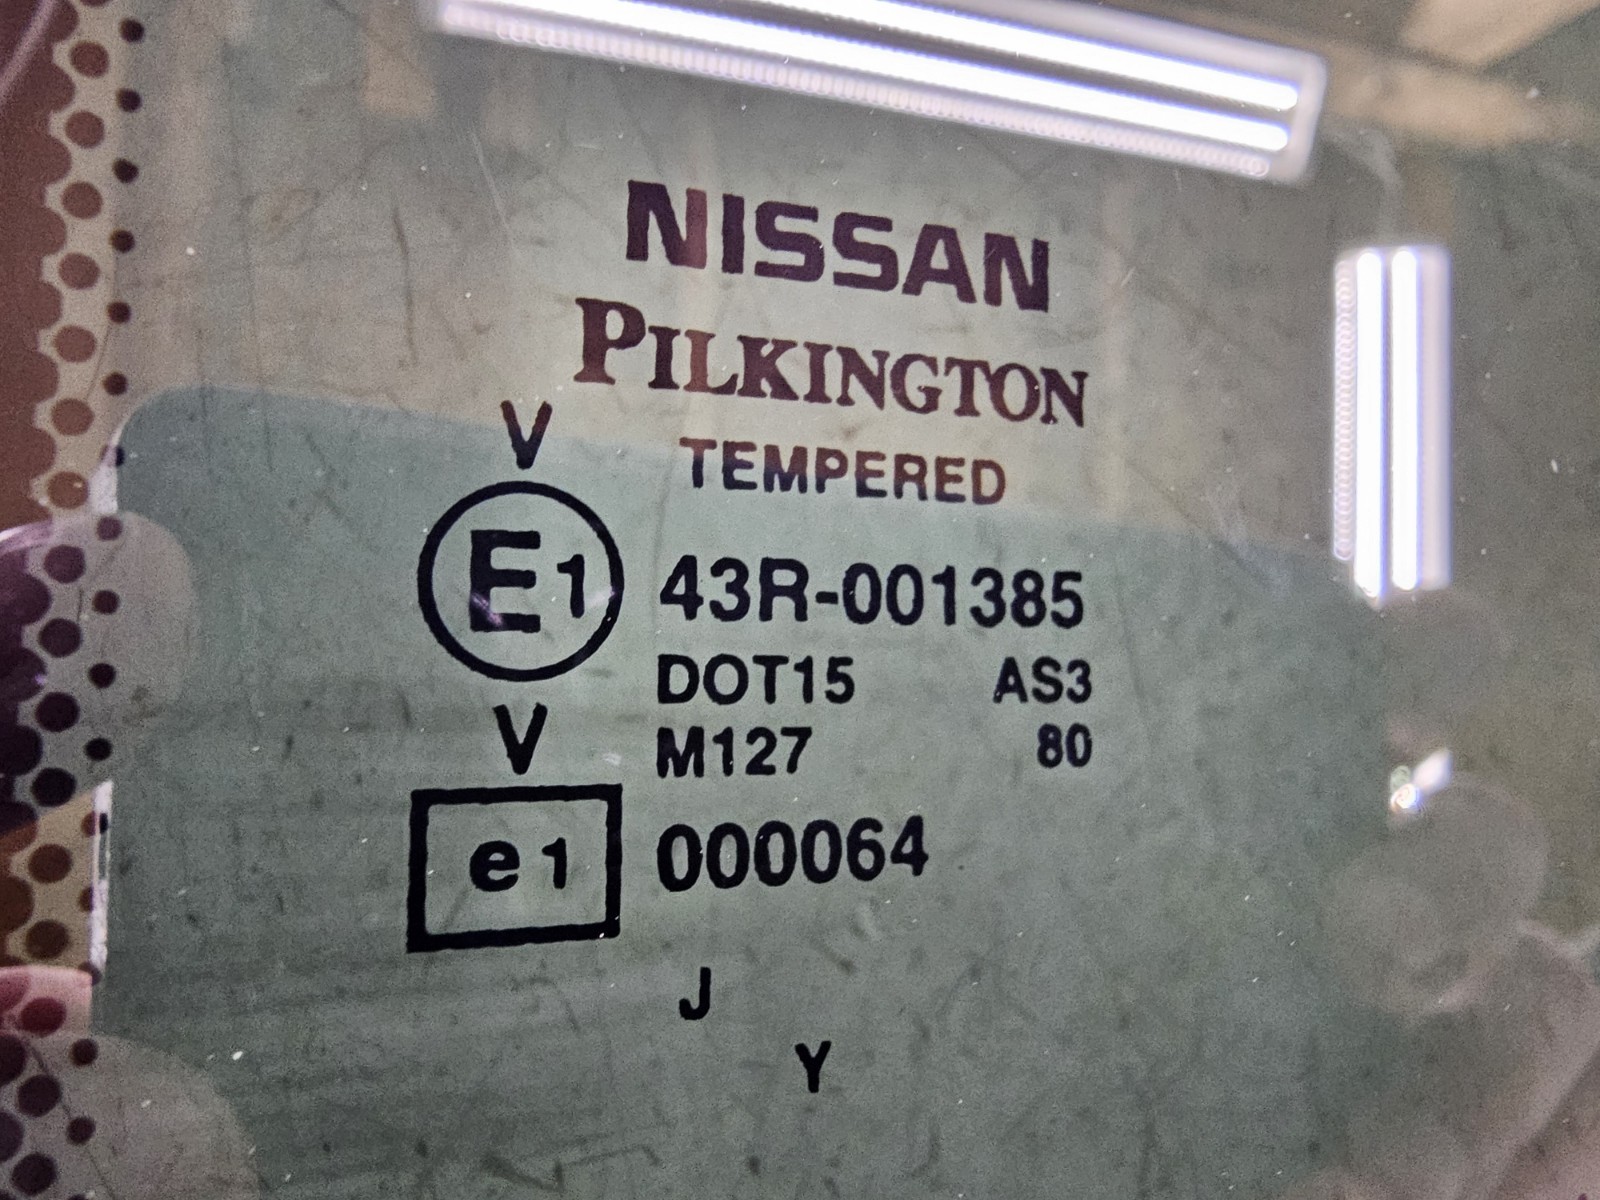 NISSAN
PILKINGTON
V TEMPERED
E1 43R-001385
DOT15 AS3
V M127 80
e1 000064
J
Y